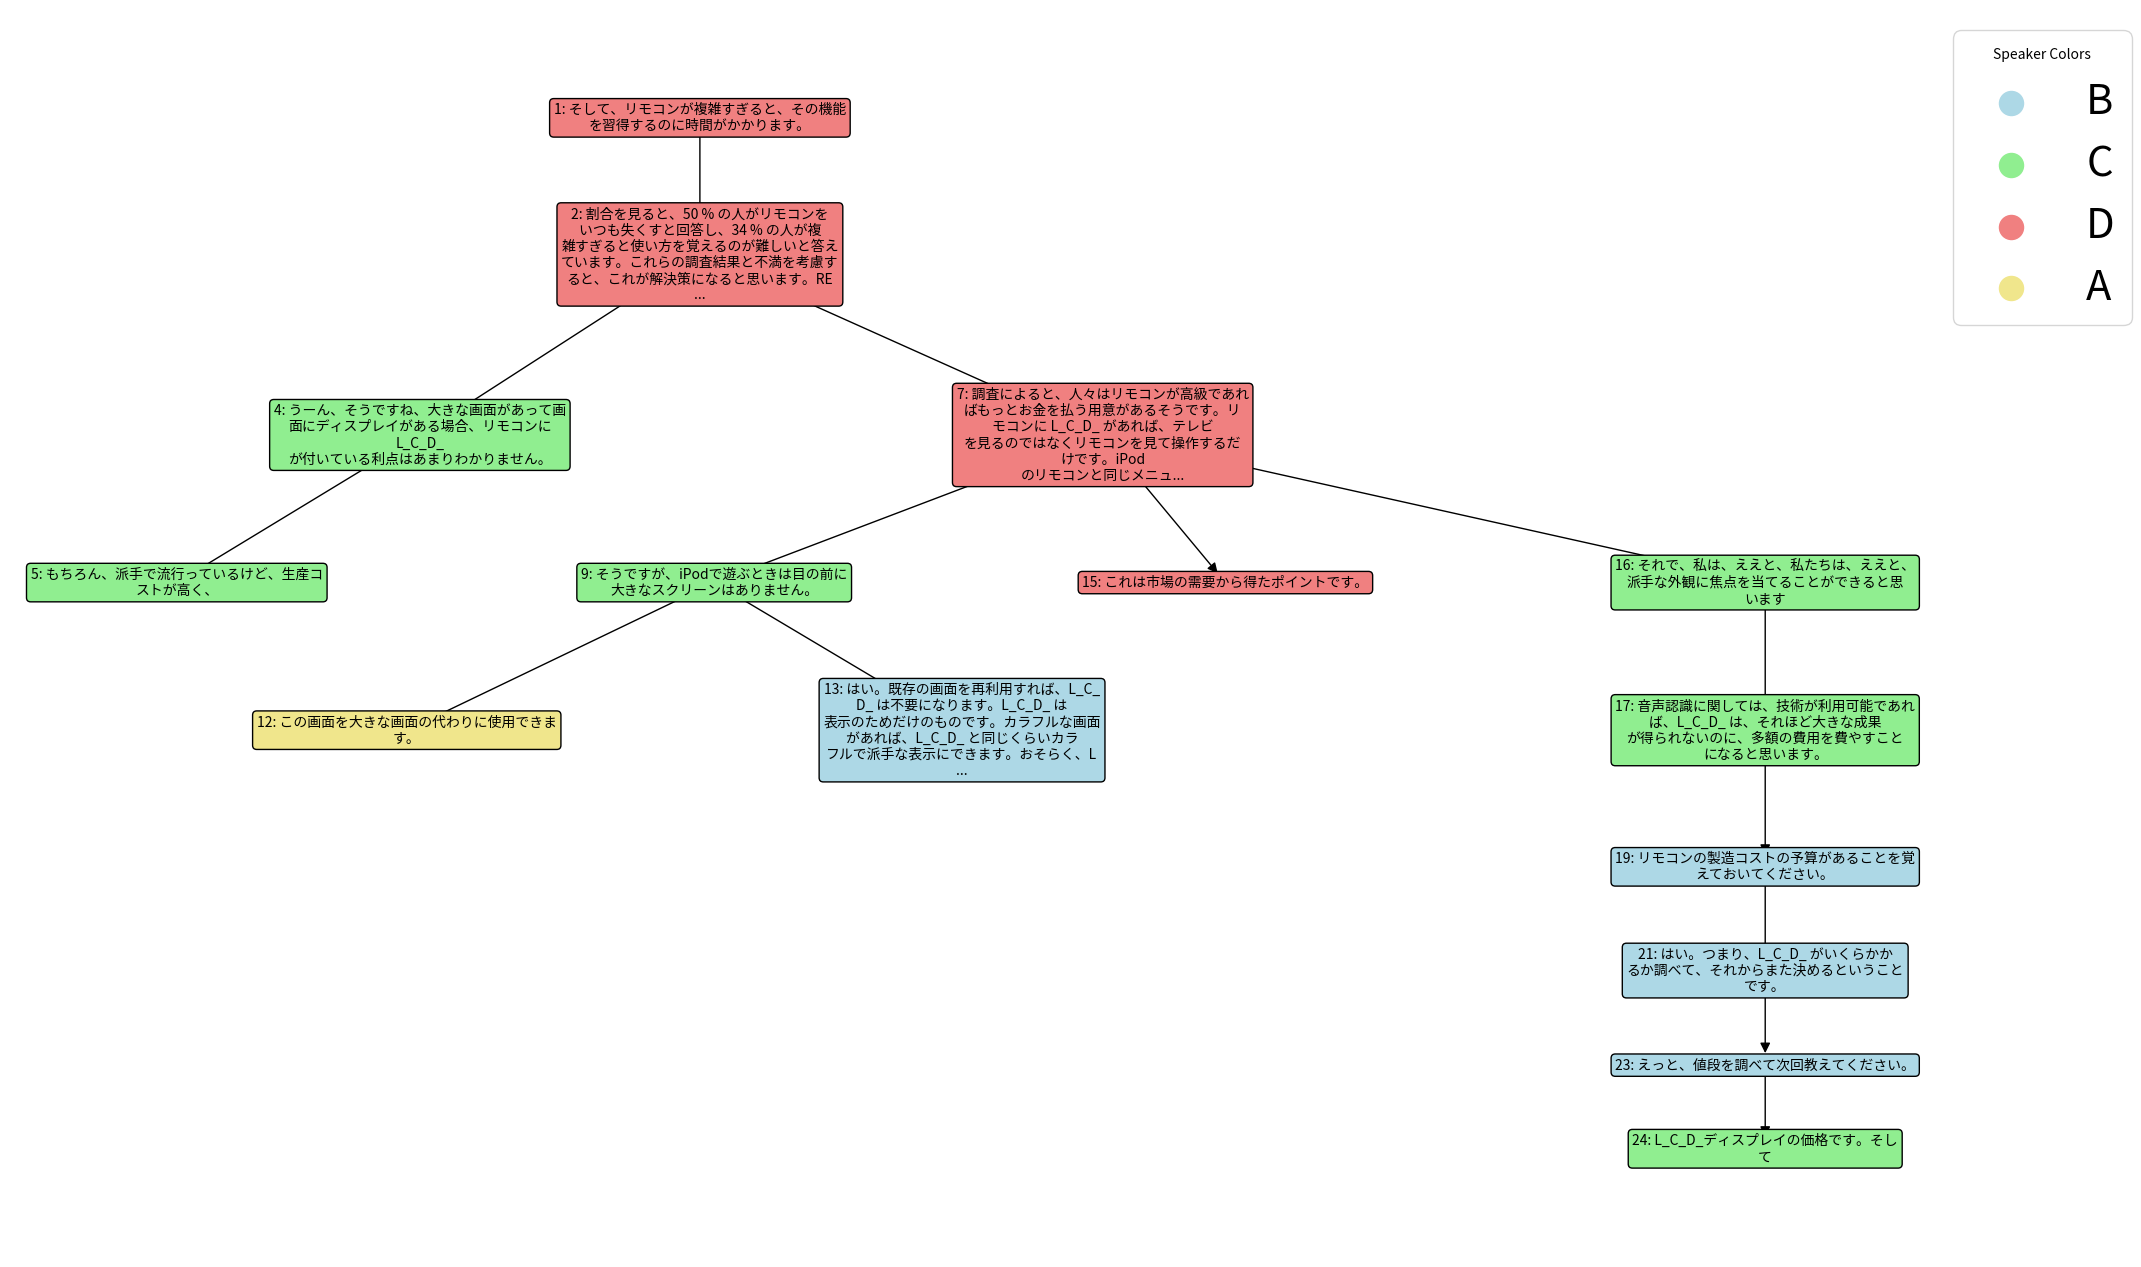 Speaker Colors
B
C
D
A
1: そして、リモコンが複雑すぎると、その機能
を習得するのに時間がかかります。
2: 割合を見ると、50 % の人がリモコンを
いつも失くすと回答し、34 % の人が複
雑すぎると使い方を覚えるのが難しいと答え
ています。これらの調査結果と不満を考慮す
ると、これが解決策になると思います。RE
...
4: うーん、そうですね、大きな画面があって画
面にディスプレイがある場合、リモコンに
L_C_D_
が付いている利点はあまりわかりません。
7: 調査によると、人々はリモコンが高級であれ
ばもっとお金を払う用意があるそうです。リ
モコンに L_C_D_ があれば、テレビ
を見るのではなくリモコンを見て操作するだ
けです。iPod
のリモコンと同じメニュ...
5: もちろん、派手で流行っているけど、生産コ
ストが高く、
9: そうですが、iPodで遊ぶときは目の前に
大きなスクリーンはありません。
15: これは市場の需要から得たポイントです。
16: それで、私は、ええと、私たちは、ええと、
派手な外観に焦点を当てることができると思
います
12: この画面を大きな画面の代わりに使用できま
す。
13: はい。既存の画面を再利用すれば、L_C_
D_ は不要になります。L_C_D_ は
表示のためだけのものです。カラフルな画面
があれば、L_C_D_ と同じくらいカラ
フルで派手な表示にできます。おそらく、L
...
17: 音声認識に関しては、技術が利用可能であれ
ば、L_C_D_ は、それほど大きな成果
が得られないのに、多額の費用を費やすこと
になると思います。
19: リモコンの製造コストの予算があることを覚
えておいてください。
21: はい。つまり、L_C_D_ がいくらかか
るか調べて、それからまた決めるということ
です。
23: えっと、値段を調べて次回教えてください。
24: L_C_D_ディスプレイの価格です。そし
て